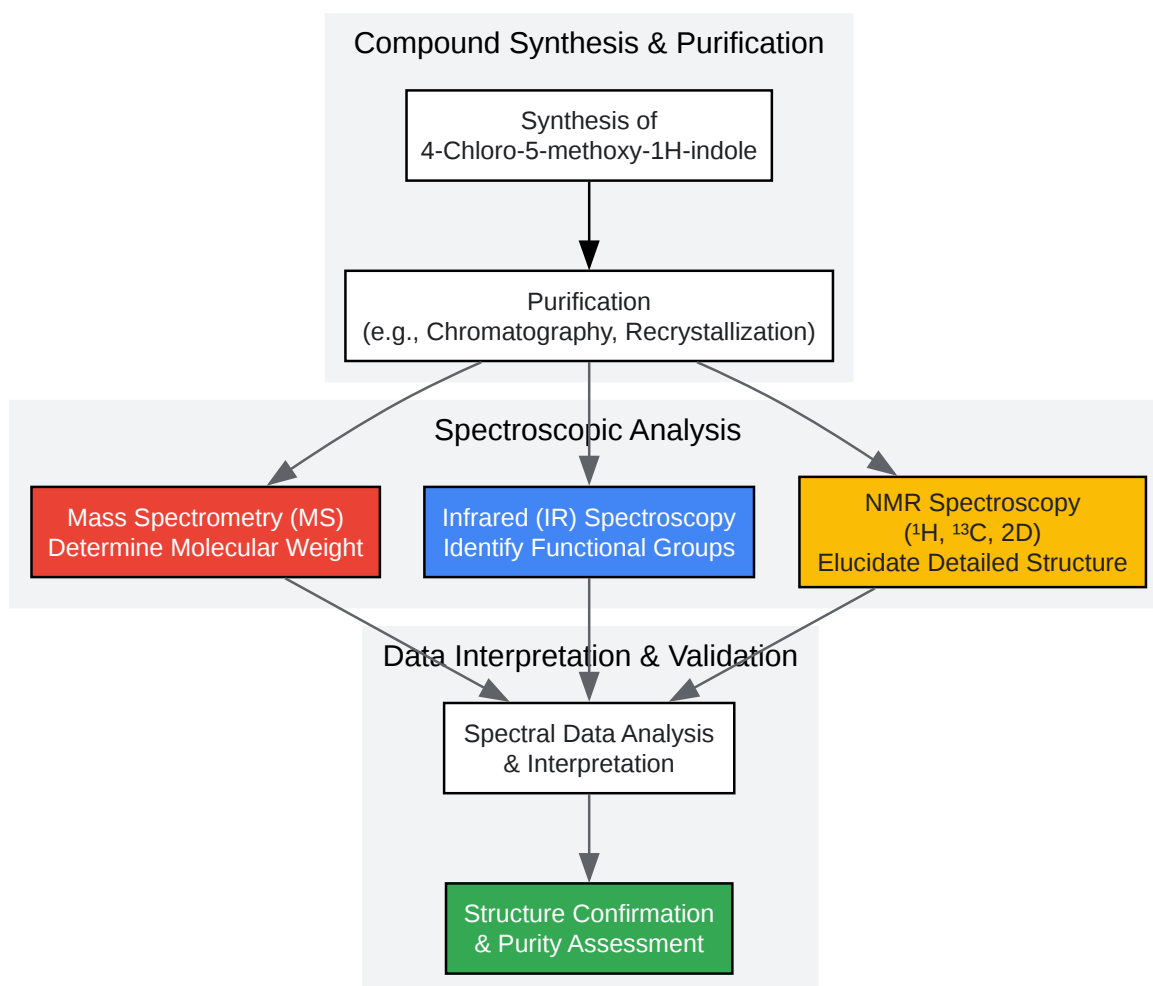 Compound Synthesis & Purification
Synthesis of
4-Chloro-5-methoxy-1H-indole
Purification
(e.g., Chromatography, Recrystallization)
Spectroscopic Analysis
Mass Spectrometry (MS)
Determine Molecular Weight
Infrared (IR) Spectroscopy
Identify Functional Groups
NMR Spectroscopy
(¹H, ¹³C, 2D)
Elucidate Detailed Structure
Data Interpretation & Validation
Spectral Data Analysis
& Interpretation
Structure Confirmation
& Purity Assessment